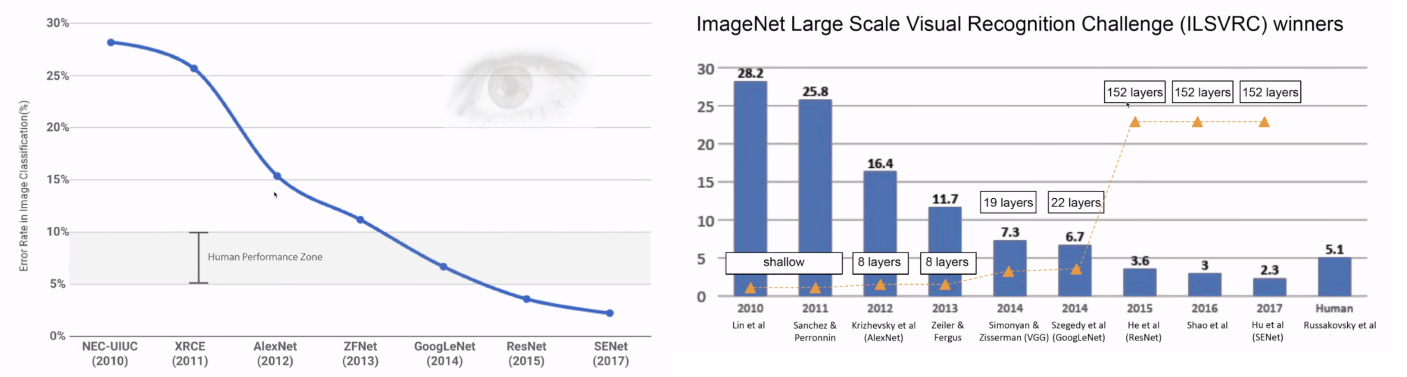 30%
25%
20%
15%
10%
5%
0%
Error Rate in Image Classification(%)
Human Performance Zone
NEC-UIUC
(2010)
XRCE
(2011)
AlexNet
(2012)
ZFNet
(2013)
GoogLeNet
(2014)
ResNet
(2015)
SENet
(2017)
ImageNet Large Scale Visual Recognition Challenge (ILSVRC) winners
30
25
20
15
10
5
0
28.2
25.8
16.4
11.7
7.3
6.7
3.6
3
2.3
5.1
shallow
8 layers
8 layers
19 layers
22 layers
152 layers
152 layers
152 layers
2010
2011
2012
2013
2014
2014
2015
2016
2017
Human
Lin et al
Sanchez &
Perronnin
Krizhevsky et al
(AlexNet)
Zeiler &
Fergus
Simonyan &
Zisserman (VGG)
Szegedy et al
(GoogLeNet)
He et al
(ResNet)
Shao et al
Hu et al
(SENet)
Russakovsky et al